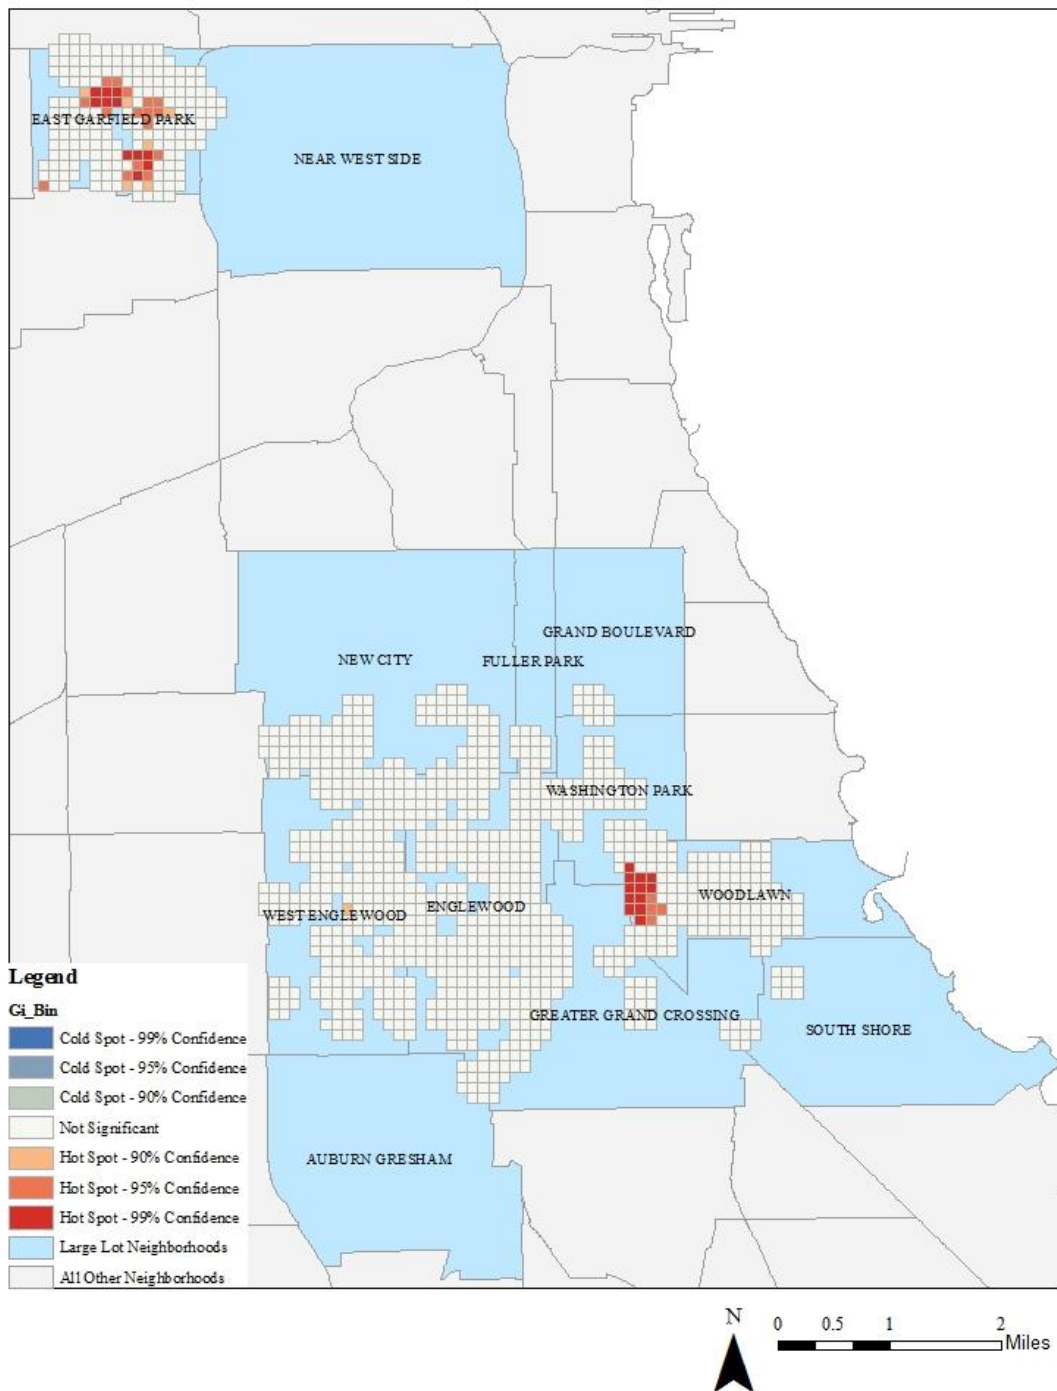 EAST GARFIELD PARK
NEAR WEST SIDE
GRAND BOULEVARD
NEW CITY
FULLER PARK
WASHINGTON PARK
WOODLAWN
ENGLEWOOD
WEST ENGLEWOOD
GREATER GRAND CROSSING
SOUTH SHORE
AUBURN GRESHAM
Legend
Gi_Bin
Cold Spot - 99% Confidence
Cold Spot - 95% Confidence
Cold Spot - 90% Confidence
Not Significant
Hot Spot - 90% Confidence
Hot Spot - 95% Confidence
Hot Spot - 99% Confidence
Large Lot Neighborhoods
All Other Neighborhoods
N
0 0.5 1 2
Miles